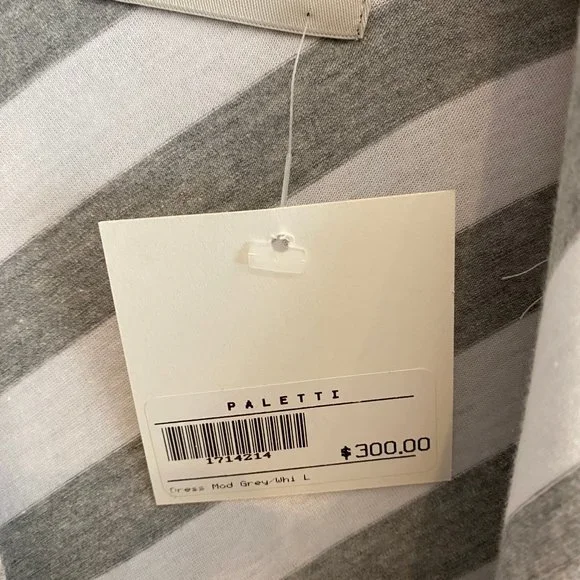 PALETTI
1714214
$300.00
Dress Mod Grey/Whi L